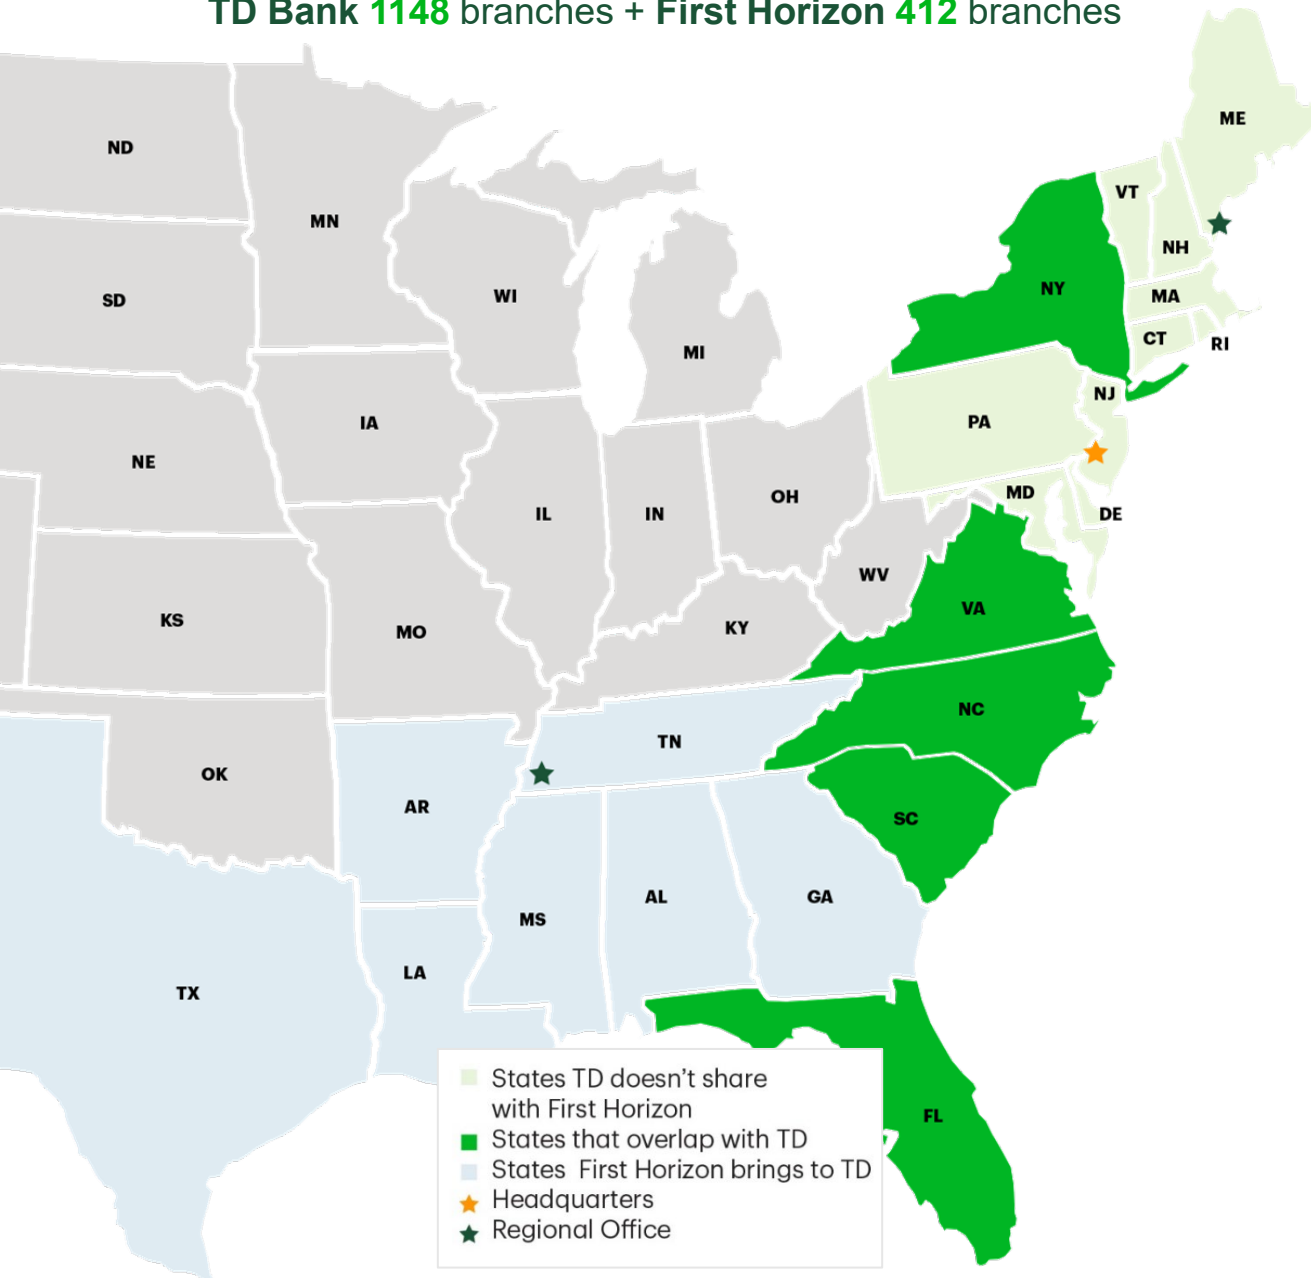 TD Bank 1148 branches + First Horizon 412 branches
ME
ND
VT
MN
NH
NY
WI
MA
SD
CT
RI
MI
NJ
IA
PA
NE
MD
OH
IL
IN
DE
WV
VA
KS
KY
MO
NC
TN
OK
AR
SC
AL
GA
MS
LA
TX
States TD doesn't share
with First Horizon
States that overlap with TD
States First Horizon brings to TD
Headquarters
Regional Office
FL